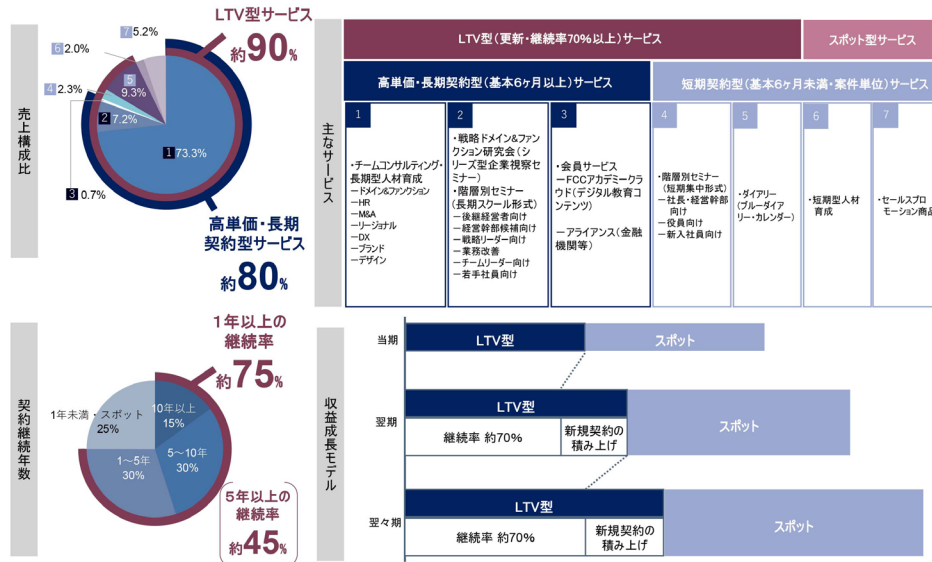 売上構成比
LTV型サービス
約90%
7 5.2%
6 2.0%
5
9.3%
4 2.3%
2 7.2%
1 73.3%
3 0.7%
高単価・長期
契約型サービス
約80%
主なサービス
LTV型(更新・継続率70%以上)サービス
スポット型サービス
高単価・長期契約型(基本6ヶ月以上)サービス
短期契約型(基本6ヶ月未満・案件単位)サービス
1
・チームコンサルティング・
長期型人材育成
ードメイン&ファンクション
ーHR
ーM&A
ーリージョナル
ーDX
ーブランド
ーデザイン
2
・戦略ドメイン&ファ
ンクション研究会(シ
リーズ型企業視察セ
ミナー)
・階層別セミナー
(長期スクール形式)
ー後継経営者向け
ー経営幹部候補向け
ー戦略リーダー向け
ー業務改善
ーチームリーダー向け
ー若手社員向け
3
・会員サービス
ーFCCアカデミークラ
ウド(デジタル教育コ
ンテンツ)
ーアライアンス(金融
機関等)
4
・階層別セミナー
(短期集中形式)
ー社長・経営幹部
向け
ー役員向け
ー新入社員向け
5
・ダイアリー
(ブルーダイア
リー・カレンダー)
6
・短期型人材
育成
7
・セールスプロ
モーション商品
契約継続年数
1年以上の
継続率
約75%
1年未満・スポット
25%
10年以上
15%
1～5年
30%
5～10年
30%
5年以上の
継続率
約45%
収益成長モデル
当期
LTV型
スポット
翌期
LTV型
スポット
継続率 約70%
新規契約の
積み上げ
翌々期
LTV型
スポット
継続率 約70%
新規契約の
積み上げ